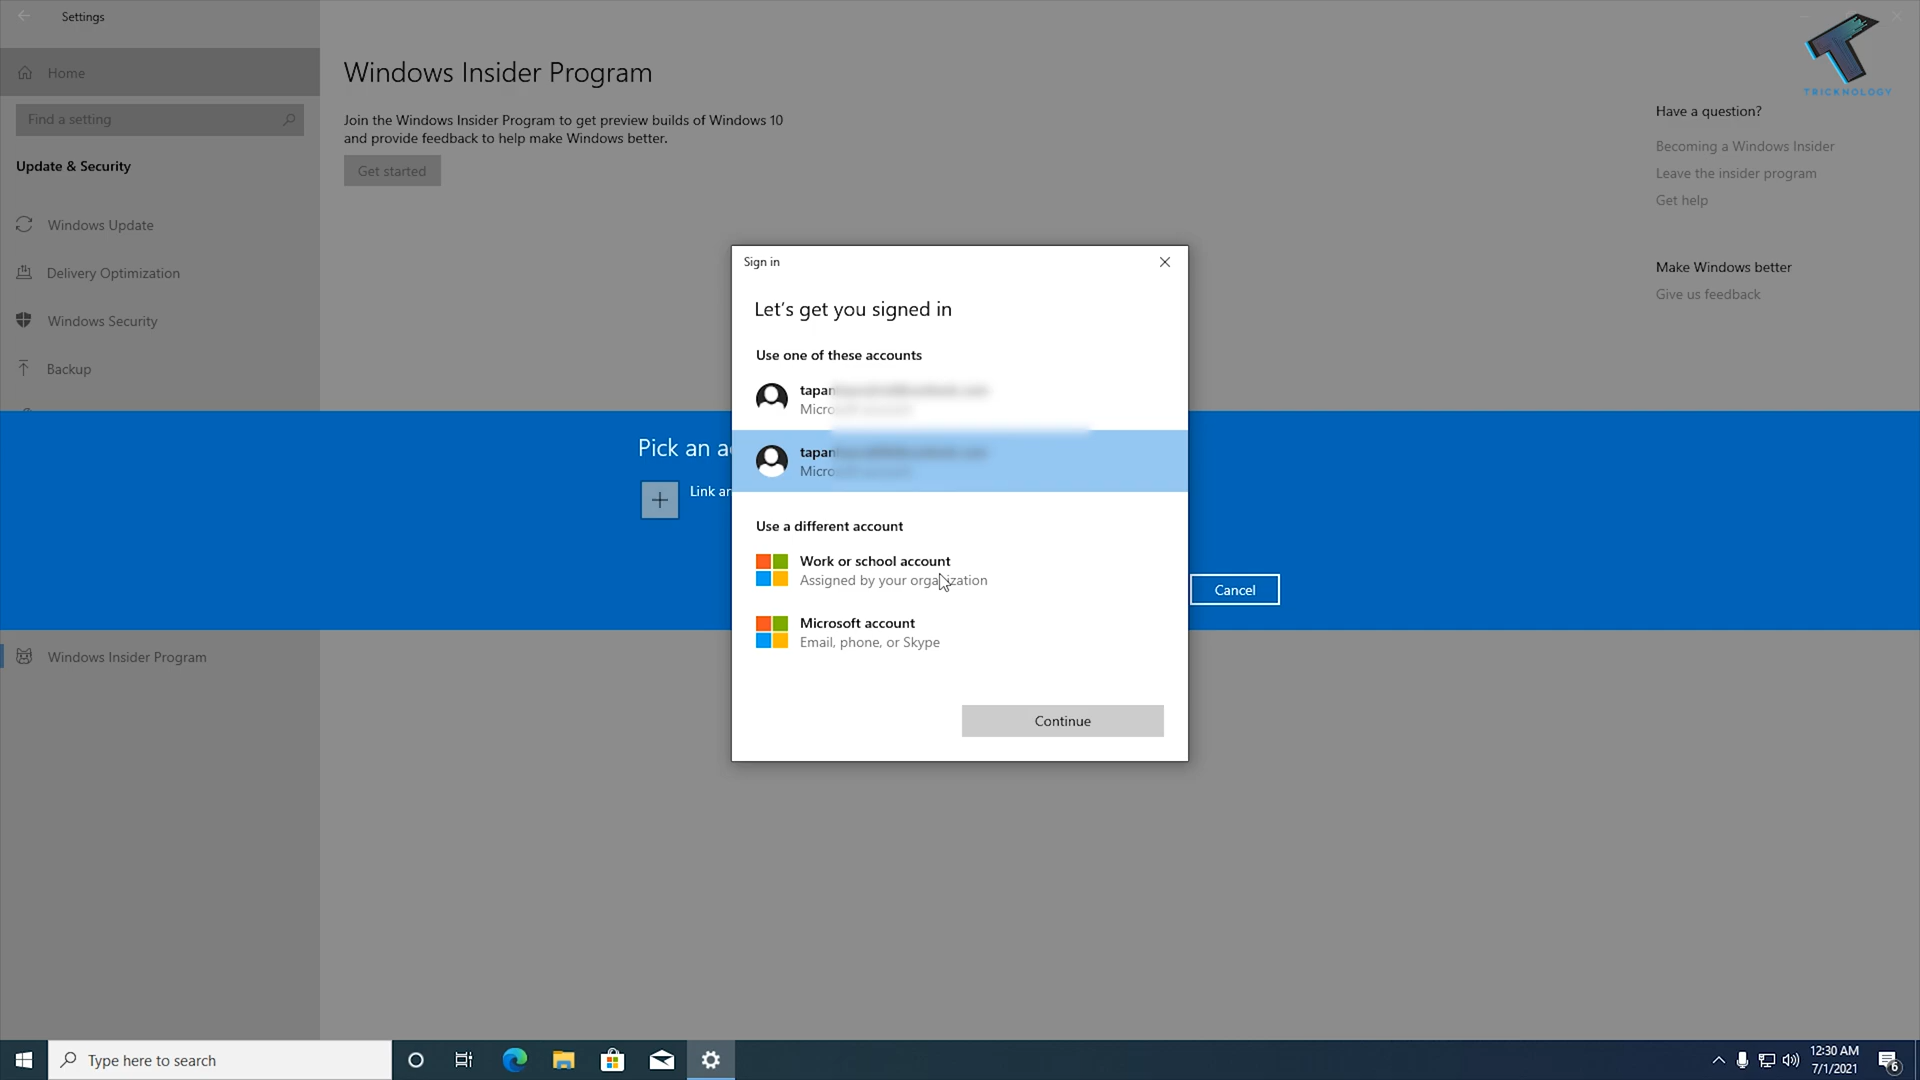 Settings
Home
Find a setting
Update & Security
Windows Update
Delivery Optimization
Windows Security
Backup
Windows Insider Program
Windows Insider Program
Join the Windows Insider Program to get preview builds of Windows 10
and provide feedback to help make Windows better.
Get started
TRICKNOLOGY
Have a question?
Becoming a Windows Insider
Leave the insider program
Get help
Make Windows better
Give us feedback
Pick an
Link
Cancel
Sign in
Let's get you signed in
Use one of these accounts
Use a different account
Work or school account
Assigned by your organization
Microsoft account
Email, phone, or Skype
Continue
Type here to search
12:30 AM
7/1/2021
6